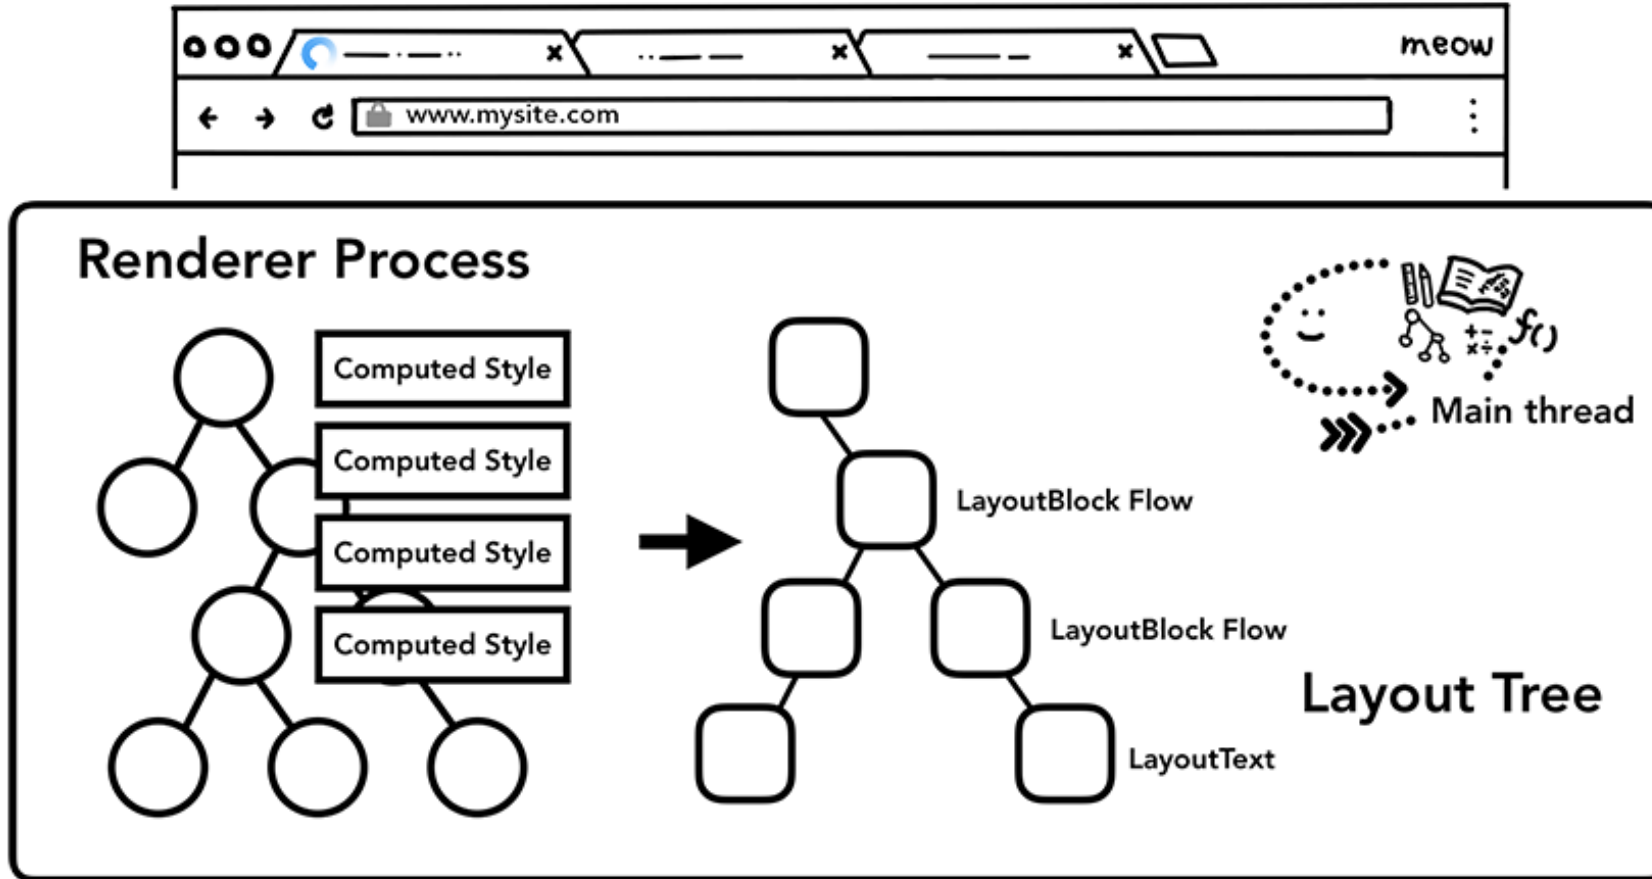 meow
www.mysite.com
Renderer Process
Computed Style
Computed Style
Computed Style
Computed Style
LayoutBlock Flow
LayoutBlock Flow
LayoutText
Layout Tree
f()
+-
×÷
Main thread